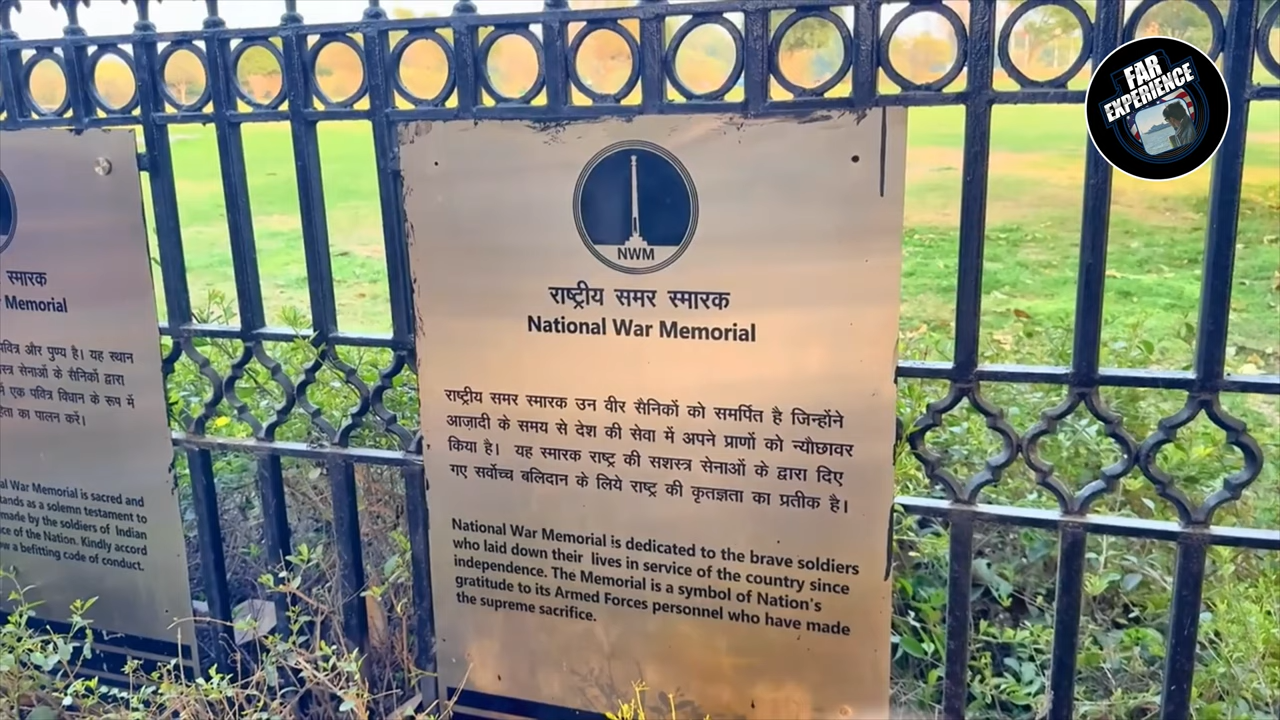 FAR
EXPERIENCE
स्मारक
Memorial
पवित्र और पुण्य है। यह स्थान
सेनाओं के सैनिकों द्वारा
एक पवित्र विधान के रूप में
का पालन करें।
War Memorial is sacred and
as a solemn testament to
made by the soldiers of Indian
of the Nation. Kindly accord
a befitting code of conduct.
NWM
राष्ट्रीय समर स्मारक
National War Memorial
राष्ट्रीय समर स्मारक उन वीर सैनिकों को समर्पित है जिन्होंने
आज़ादी के समय से देश की सेवा में अपने प्राणों को न्यौछावर
किया है। यह स्मारक राष्ट्र की सशस्त्र सेनाओं के द्वारा दिए
गए सर्वोच्च बलिदान के लिये राष्ट्र की कृतज्ञता का प्रतीक है।
National War Memorial is dedicated to the brave soldiers
who laid down their lives in service of the country since
independence. The Memorial is a symbol of Nation's
gratitude to its Armed Forces personnel who have made
the supreme sacrifice.